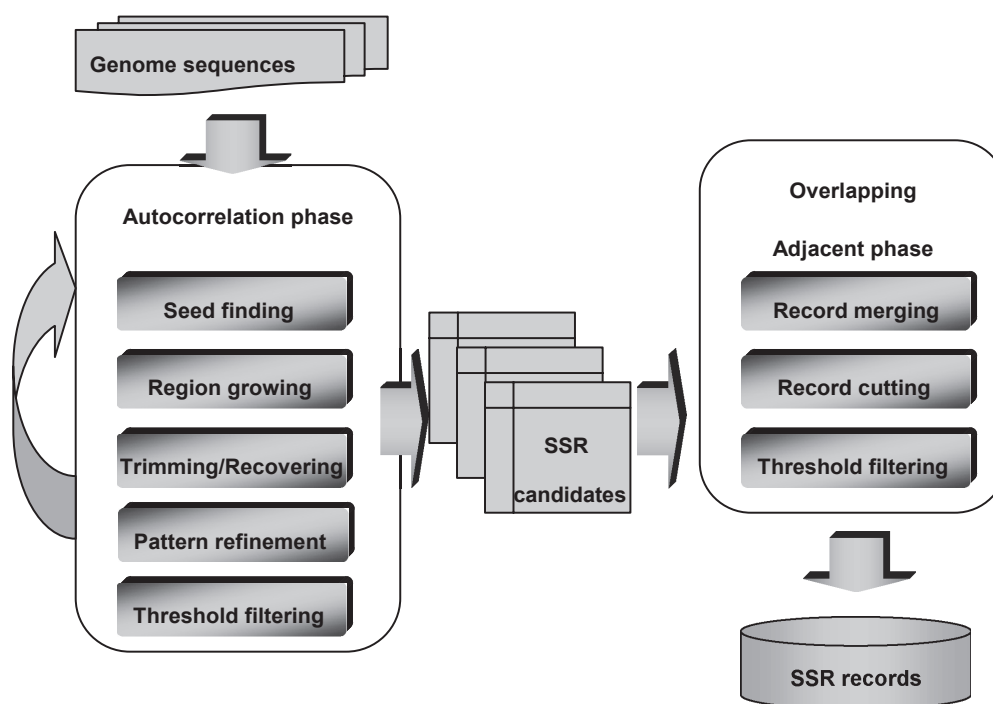 Genome sequences
Autocorrelation phase
Seed finding
Region growing
Trimming/Recovering
Pattern refinement
Threshold filtering
SSR
candidates
Overlapping
Adjacent phase
Record merging
Record cutting
Threshold filtering
SSR records